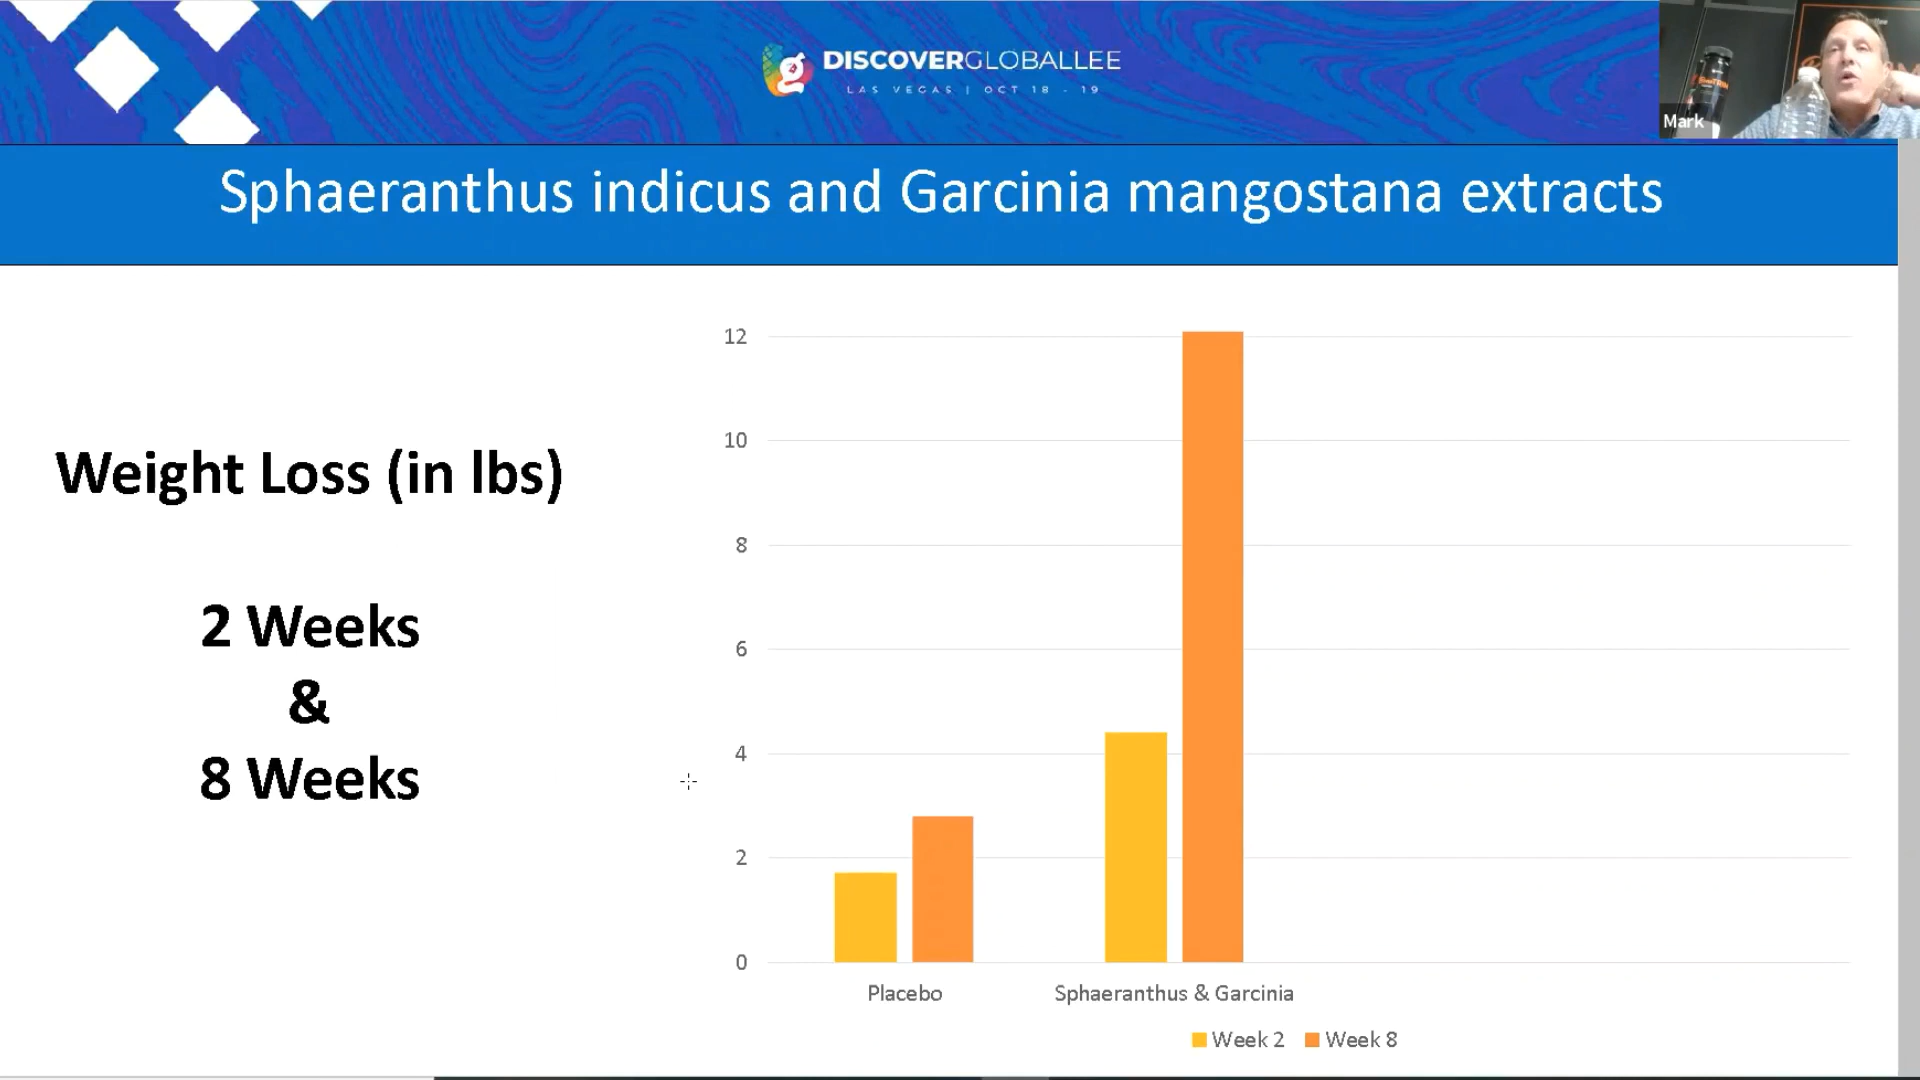 DISCOVERGLOBALLEE
LAS VEGAS | OCT 18 - 19
Mark
Sphaeranthus indicus and Garcinia mangostana extracts
Weight Loss (in lbs)
2 Weeks
&
8 Weeks
12
10
8
6
4
2
0
Placebo
Sphaeranthus & Garcinia
Week 2
Week 8